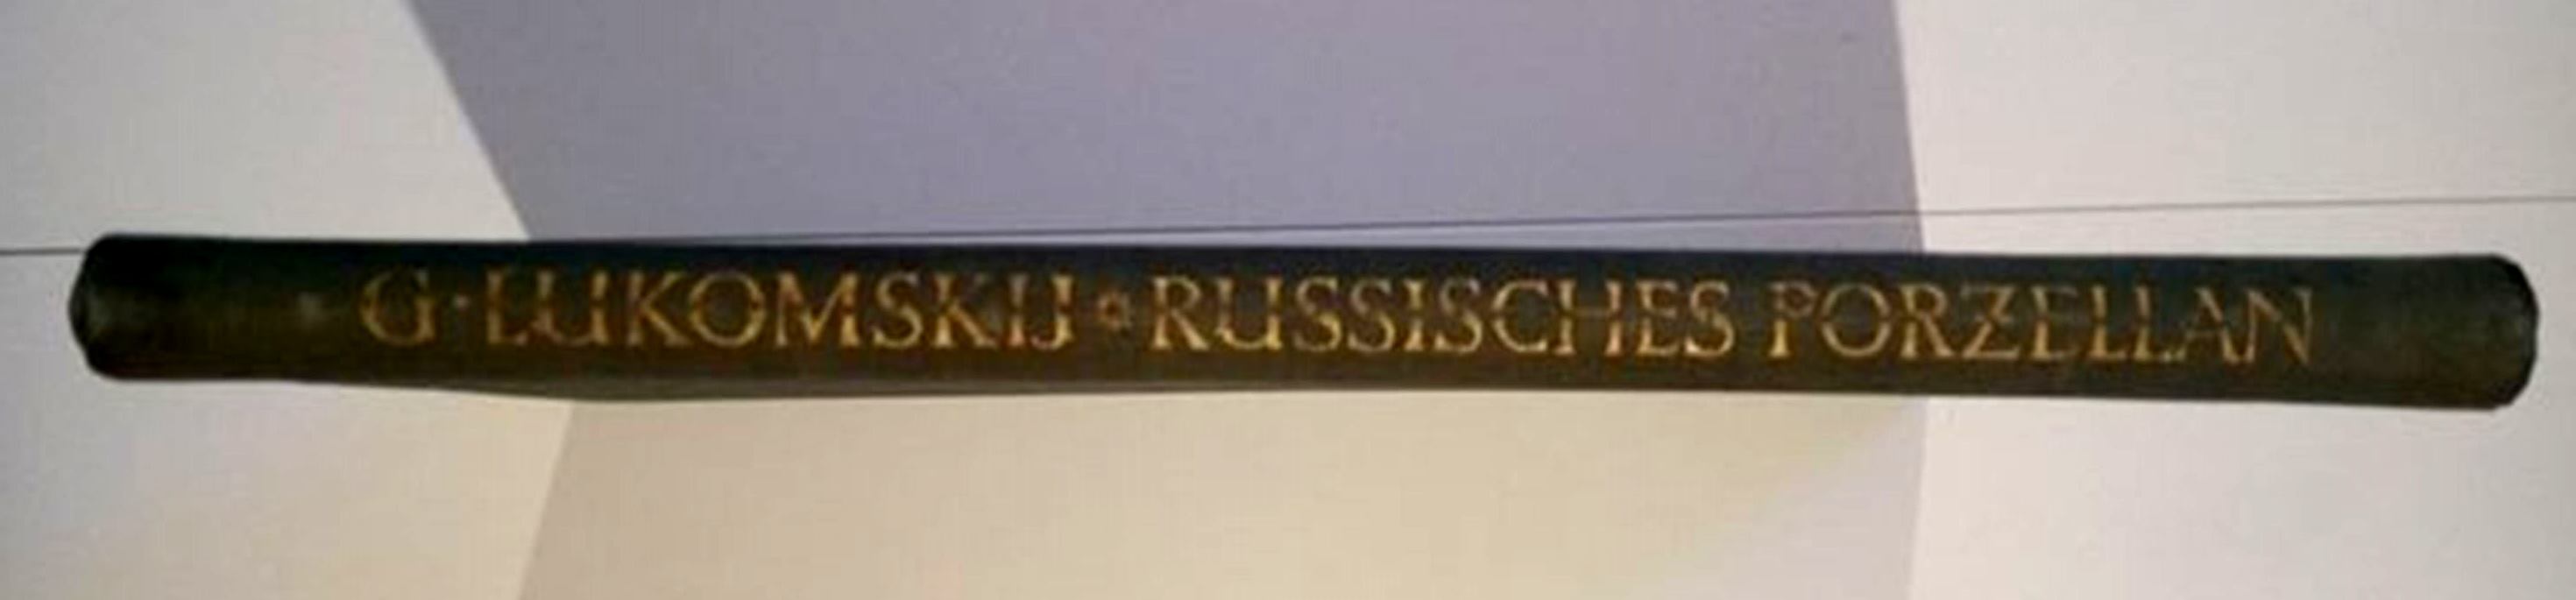 G·LUKOMSKIJ * RUSSISCHES PORZELLAN